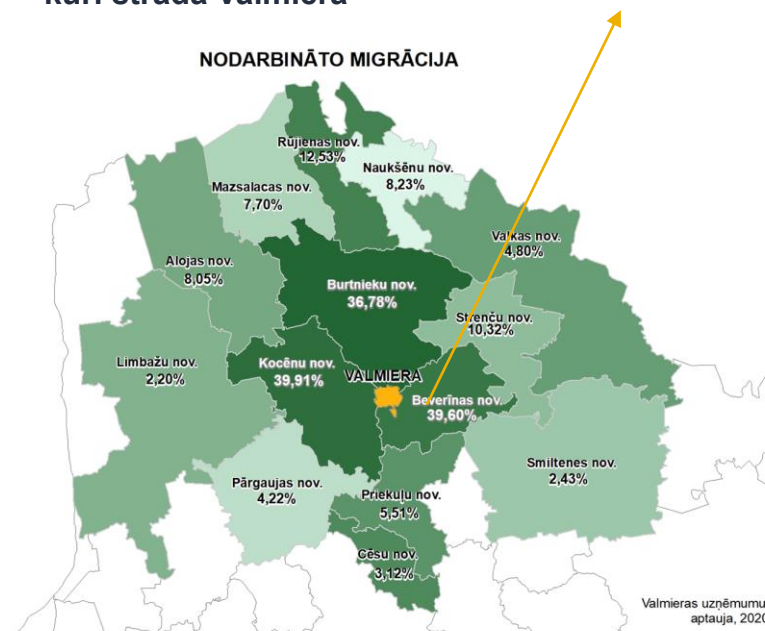 kuri strādā Valmierā
NODARBINĀTO MIGRĀCIJA
Rūjienas nov.
12,53%
Naukšēnu nov.
8,23%
Mazsalacas nov.
7,70%
Valkas nov.
4,80%
Alojas nov.
8,05%
Burtnieku nov.
36,78%
Strenču nov.
10,32%
Limbažu nov.
2,20%
Kocēnu nov.
39,91%
VALMIERA
Beverīnas nov.
39,60%
Smiltenes nov.
2,43%
Pārgaujas nov.
4,22%
Priekuļu nov.
5,51%
Cēsu nov.
3,12%
Valmieras uzņēmumu
aptauja, 2020